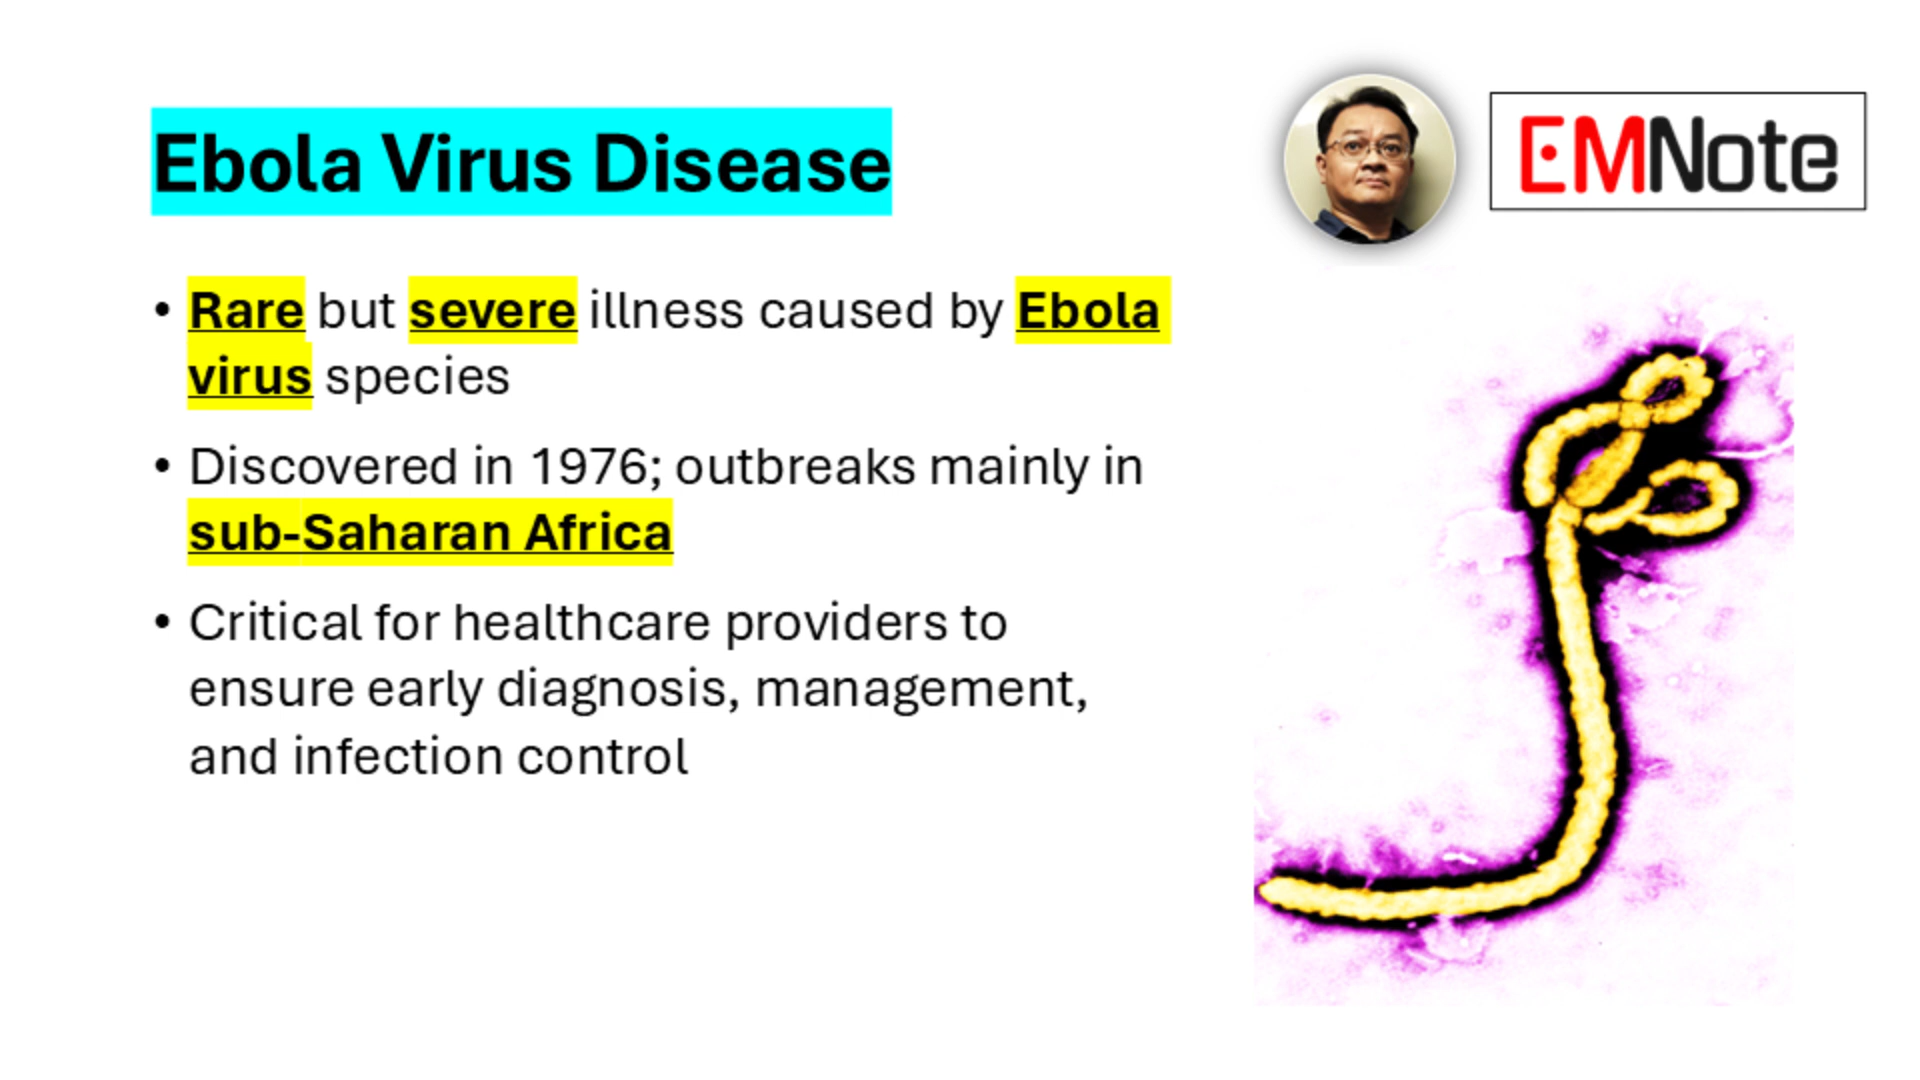 Ebola Virus Disease
EMNote
• Rare but severe illness caused by Ebola
virus species
• Discovered in 1976; outbreaks mainly in
sub-Saharan Africa
• Critical for healthcare providers to
ensure early diagnosis, management,
and infection control